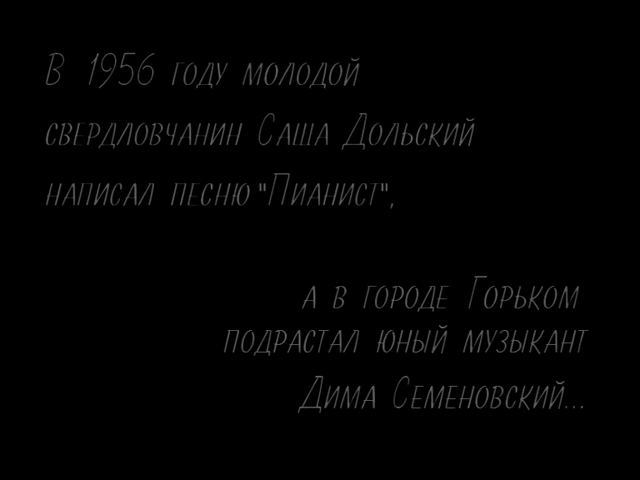 В 1956 году молодой
свердловчанин Саша Дольский
написал песню "Пианист",
а в городе Горьком
подрастал юный музыкант
Дима Семеновский...